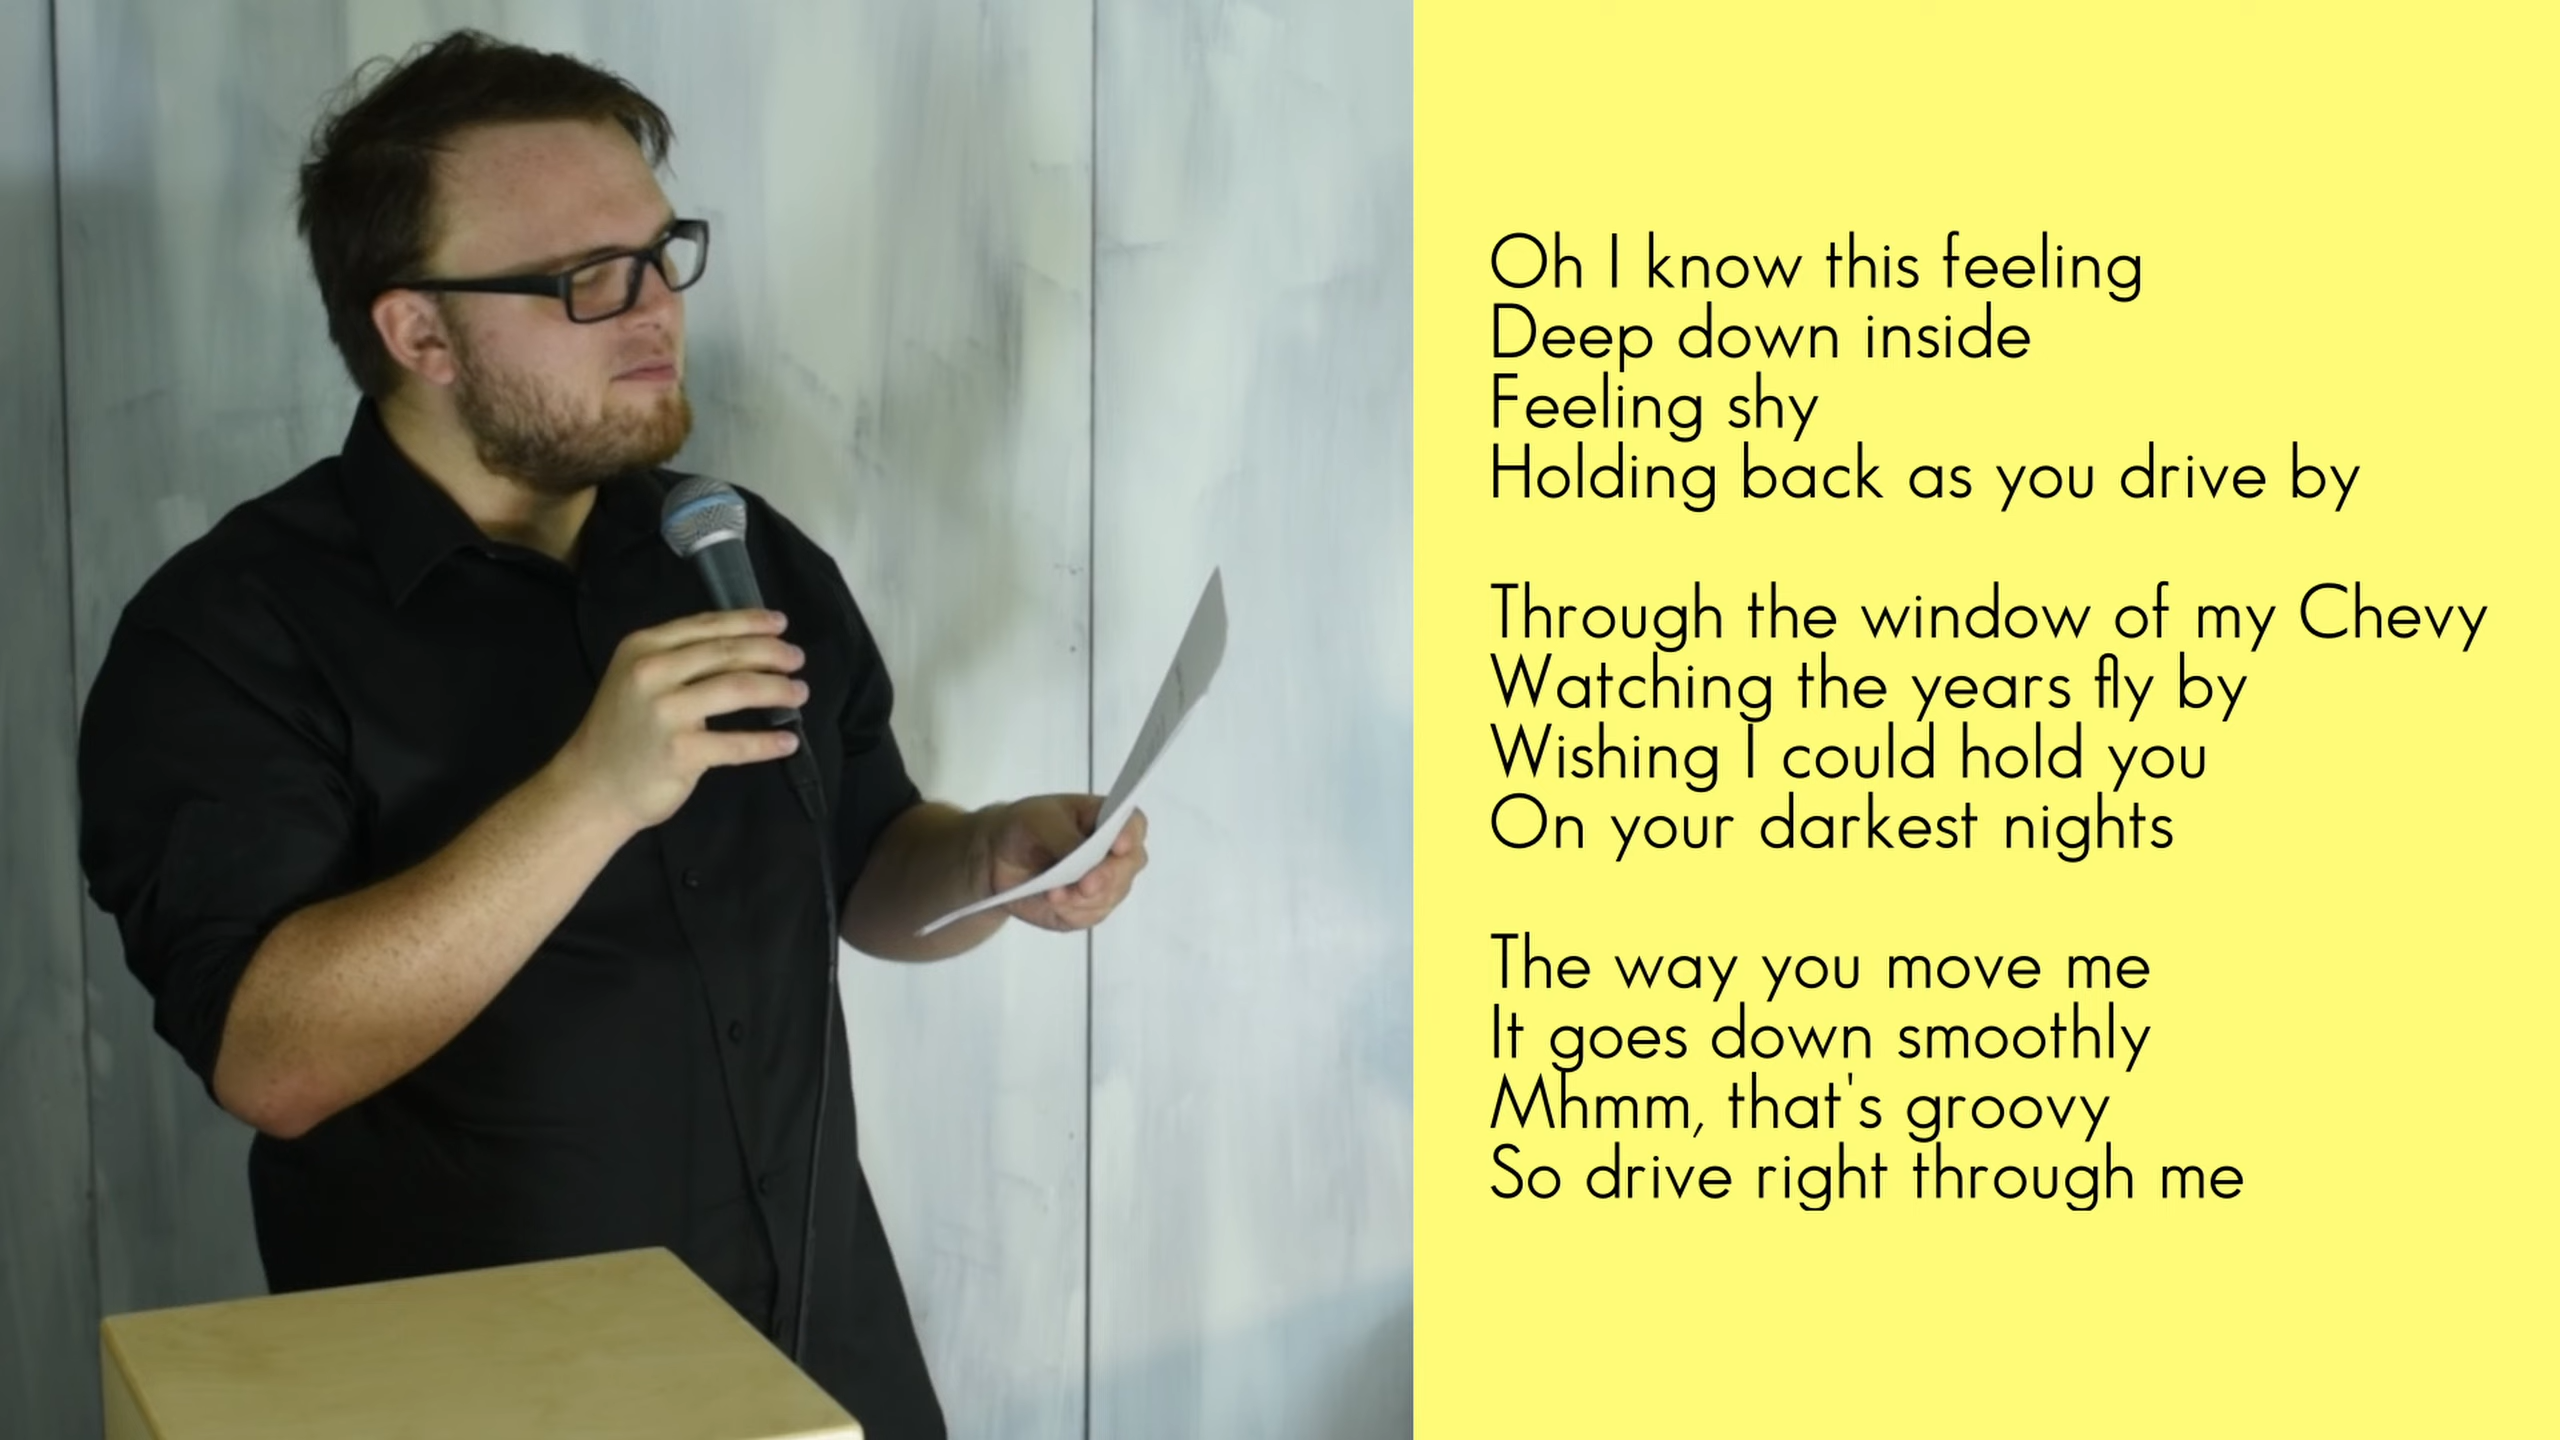 Oh I know this feeling
Deep down inside
Feeling shy
Holding back as you drive by
Through the window of my Chevy
Watching the years fly by
Wishing I could hold you
On your darkest nights
The way you move me
It goes down smoothly
Mhmm, that's groovy
So drive right through me